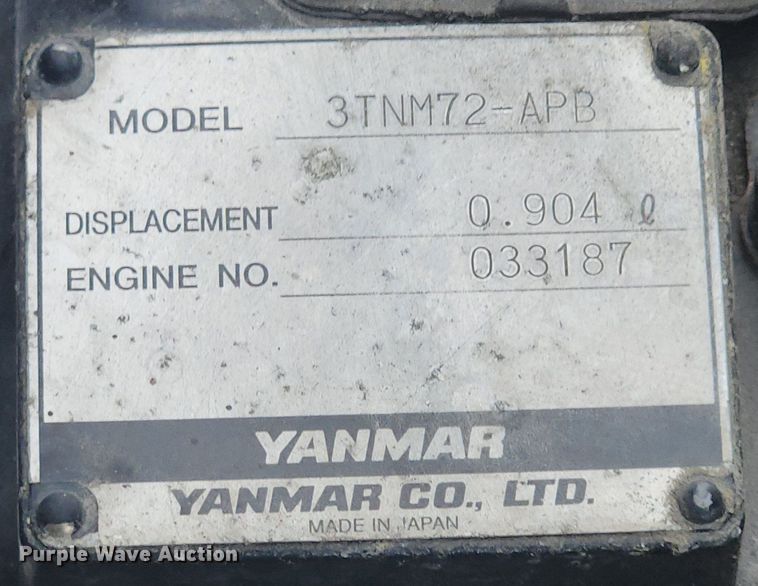 MODEL 3TNM72-APB
DISPLACEMENT 0.904 ℓ
ENGINE NO. 033187
YANMAR
YANMAR CO., LTD.
MADE IN JAPAN
Purple Wave Auction